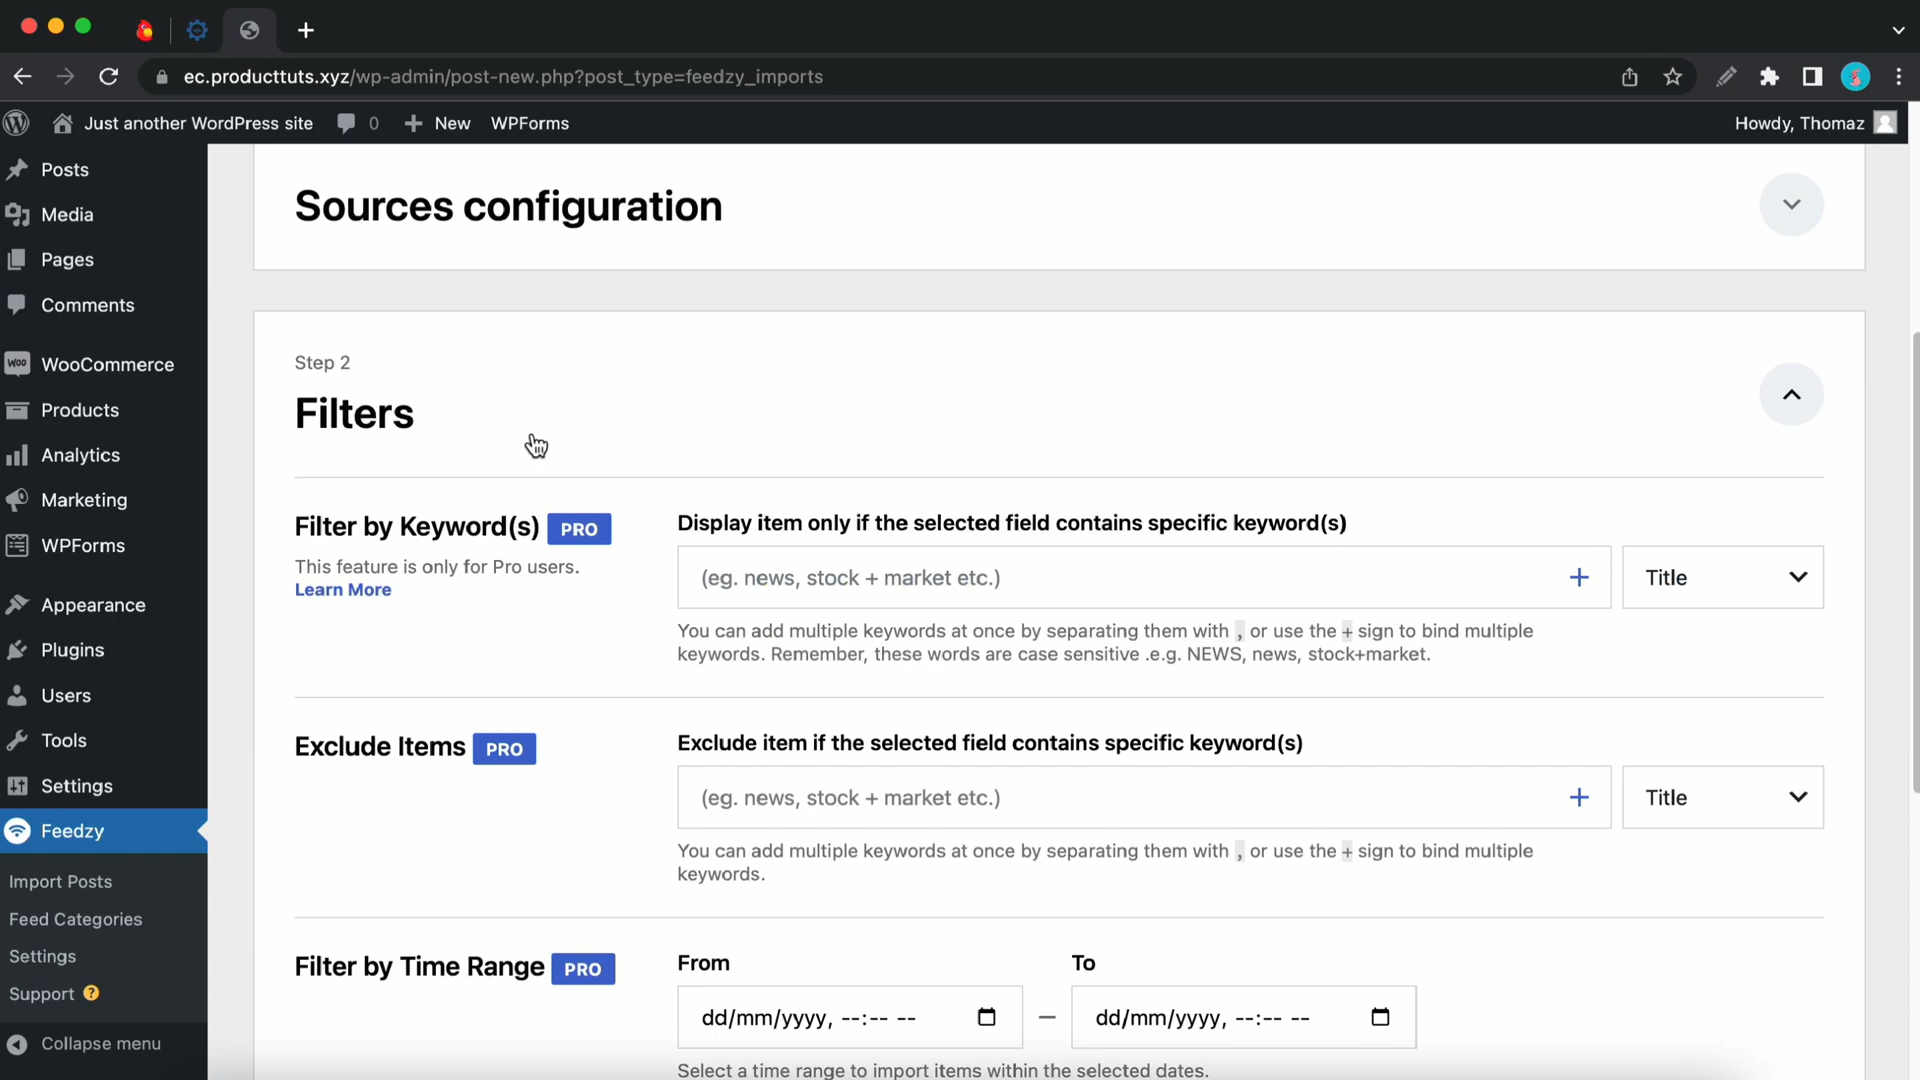 ec.producttuts.xyz/wp-admin/post-new.php?post_type=feedzy_imports
Just another WordPress site 0 New WPForms Howdy, Thomaz
Posts
Media
Pages
Comments
WooCommerce
Products
Analytics
Marketing
WPForms
Appearance
Plugins
Users
Tools
Settings
Feedzy
Import Posts
Feed Categories
Settings
Support ?
Collapse menu
Sources configuration
Step 2
Filters
Filter by Keyword(s) PRO
This feature is only for Pro users.
Learn More
Display item only if the selected field contains specific keyword(s)
(eg. news, stock + market etc.) + Title
You can add multiple keywords at once by separating them with , or use the + sign to bind multiple
keywords. Remember, these words are case sensitive .e.g. NEWS, news, stock+market.
Exclude Items PRO
Exclude item if the selected field contains specific keyword(s)
(eg. news, stock + market etc.) + Title
You can add multiple keywords at once by separating them with , or use the + sign to bind multiple
keywords.
Filter by Time Range PRO
From To
dd/mm/yyyy, --:-- -- – dd/mm/yyyy, --:-- --
Select a time range to import items within the selected dates.